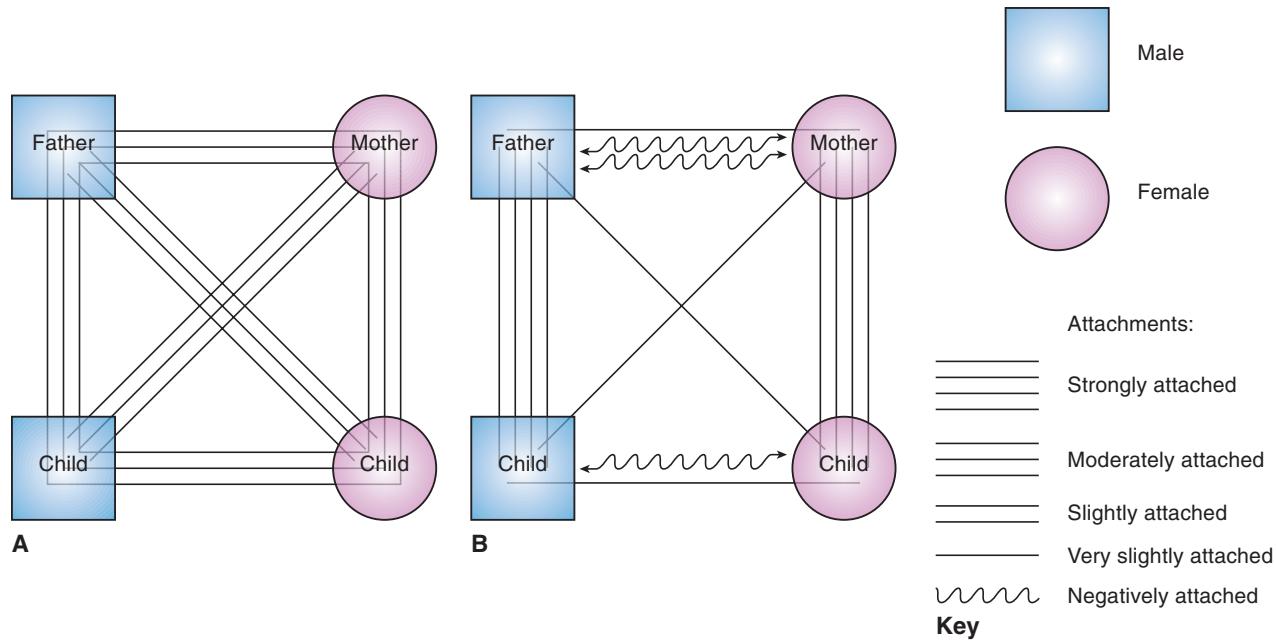 Father
Mother
Child
Child
A
Father
Mother
Child
Child
B
Male
Female
Attachments:
Strongly attached
Moderately attached
Slightly attached
Very slightly attached
Negatively attached
Key